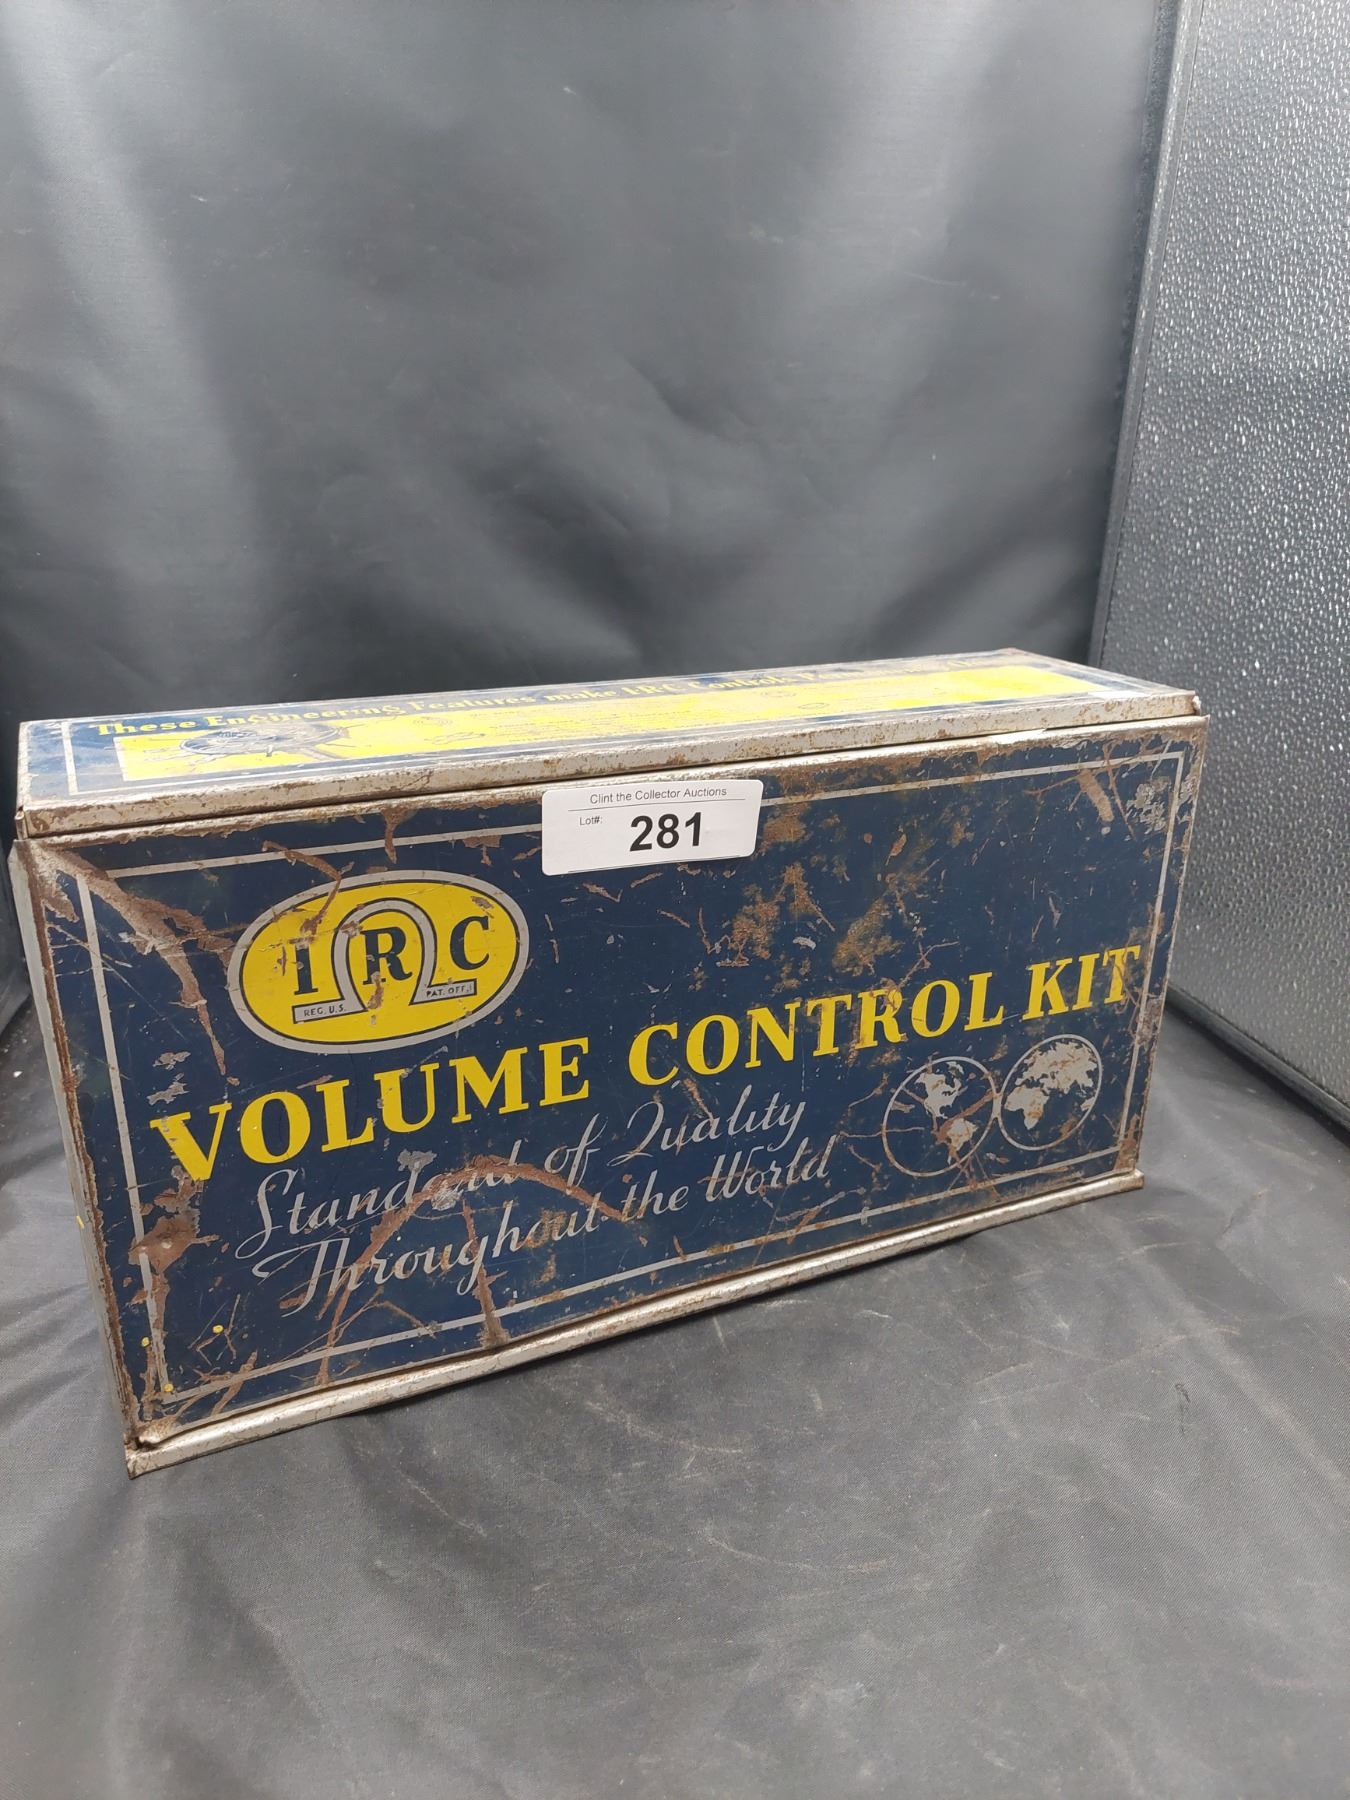 These Engineering Features make IRC Controls
Clint the Collector Auctions
Lot#: 281
IRC
REG. U.S. PAT. OFF.
VOLUME CONTROL KIT
Standard of Quality
Throughout the World